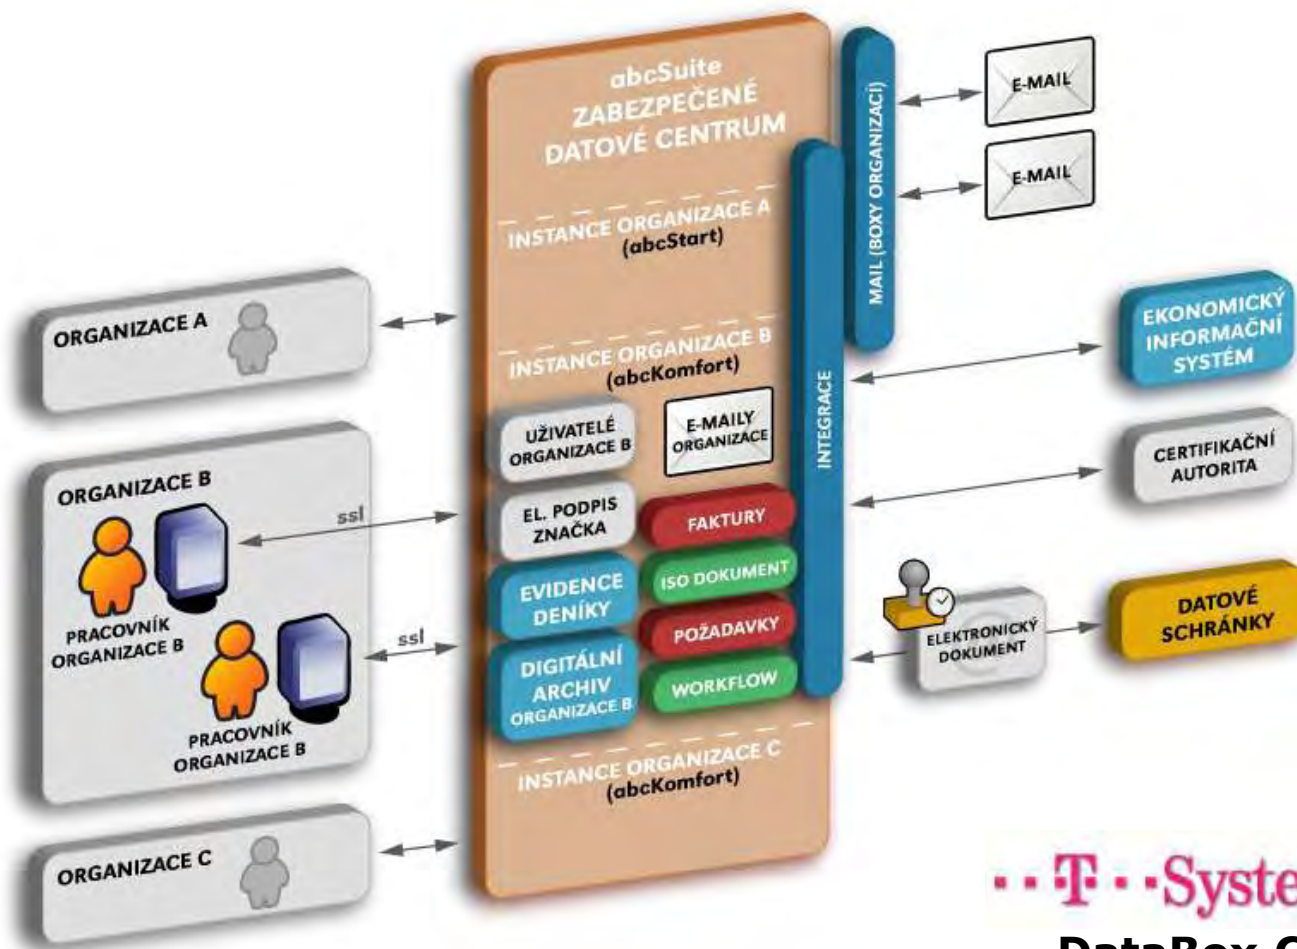 abcSuite
ZABEZPEČENÉ
DATOVÉ CENTRUM
INSTANCE ORGANIZACE A
(abcStart)
INSTANCE ORGANIZACE B
(abcKomfort)
UŽIVATELÉ
ORGANIZACE B
E-MAILY
ORGANIZACE
EL. PODPIS
ZNAČKA
FAKTURY
EVIDENCE
DENÍKY
ISO DOKUMENT
POŽADAVKY
DIGITÁLNÍ
ARCHIV
ORGANIZACE B
WORKFLOW
INSTANCE ORGANIZACE C
(abcKomfort)
INTEGRACE
MAIL (BOXY ORGANIZACÍ)
E-MAIL
E-MAIL
ORGANIZACE A
ORGANIZACE B
ssl
PRACOVNÍK
ORGANIZACE B
ssl
PRACOVNÍK
ORGANIZACE B
ORGANIZACE C
EKONOMICKÝ
INFORMAČNÍ
SYSTÉM
CERTIFIKAČNÍ
AUTORITA
ELEKTRONICKÝ
DOKUMENT
DATOVÉ
SCHRÁNKY
··T··Syste
DataBox